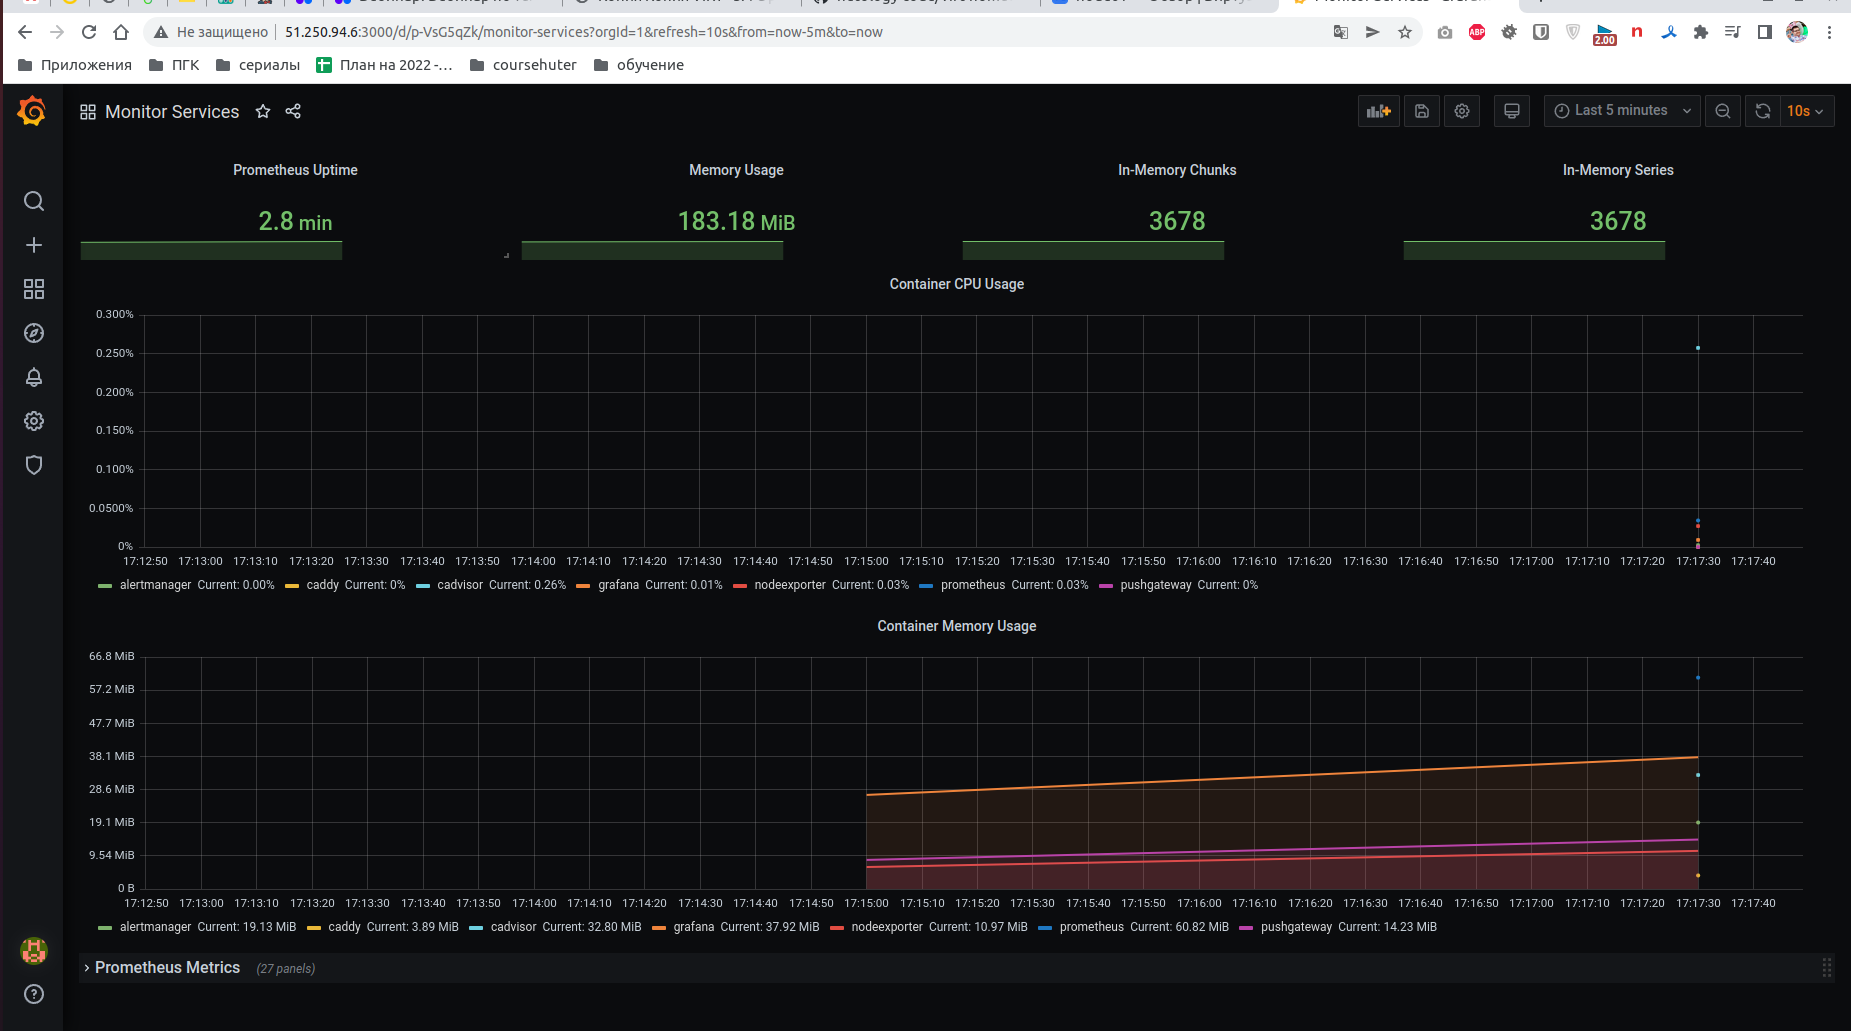 Не защищено 51.250.94.6:3000/d/p-VsG5qZk/monitor-services?orgId=1&refresh=10s&from=now-5m&to=now
ABP
2.00
n
Приложения ПГК сериалы План на 2022 -… coursehuter обучение
Monitor Services
Last 5 minutes
10s
Prometheus Uptime Memory Usage In-Memory Chunks In-Memory Series
2.8 min 183.18 MiB 3678 3678
Container CPU Usage
0.300%
0.250%
0.200%
0.150%
0.100%
0.0500%
0%
17:12:50 17:13:00 17:13:10 17:13:20 17:13:30 17:13:40 17:13:50 17:14:00 17:14:10 17:14:20 17:14:30 17:14:40 17:14:50 17:15:00 17:15:10 17:15:20 17:15:30 17:15:40 17:15:50 17:16:00 17:16:10 17:16:20 17:16:30 17:16:40 17:16:50 17:17:00 17:17:10 17:17:20 17:17:30 17:17:40
alertmanager Current: 0.00% caddy Current: 0% cadvisor Current: 0.26% grafana Current: 0.01% nodeexporter Current: 0.03% prometheus Current: 0.03% pushgateway Current: 0%
Container Memory Usage
66.8 MiB
57.2 MiB
47.7 MiB
38.1 MiB
28.6 MiB
19.1 MiB
9.54 MiB
0 B
17:12:50 17:13:00 17:13:10 17:13:20 17:13:30 17:13:40 17:13:50 17:14:00 17:14:10 17:14:20 17:14:30 17:14:40 17:14:50 17:15:00 17:15:10 17:15:20 17:15:30 17:15:40 17:15:50 17:16:00 17:16:10 17:16:20 17:16:30 17:16:40 17:16:50 17:17:00 17:17:10 17:17:20 17:17:30 17:17:40
alertmanager Current: 19.13 MiB caddy Current: 3.89 MiB cadvisor Current: 32.80 MiB grafana Current: 37.92 MiB nodeexporter Current: 10.97 MiB prometheus Current: 60.82 MiB pushgateway Current: 14.23 MiB
Prometheus Metrics (27 panels)